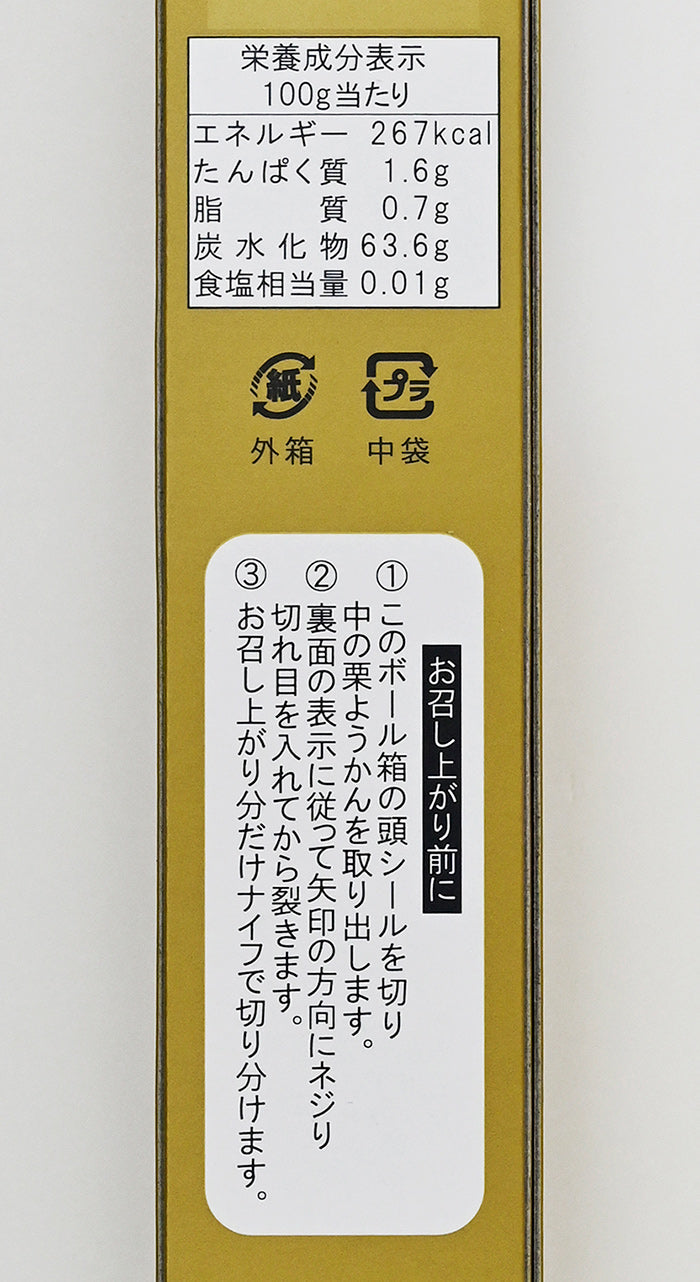 栄養成分表示
100g当たり
エネルギー 267kcal
たんぱく質 1.6g
脂質 0.7g
炭水化物 63.6g
食塩相当量 0.01g
紙
プラ
外箱
中袋
お召し上がり前に
①このボール箱の頭シールを切り
中の栗ようかんを取り出します。
②裏面の表示に従って矢印の方向にネジり
切れ目を入れてから裂きます。
③お召し上がり分だけナイフで切り分けます。